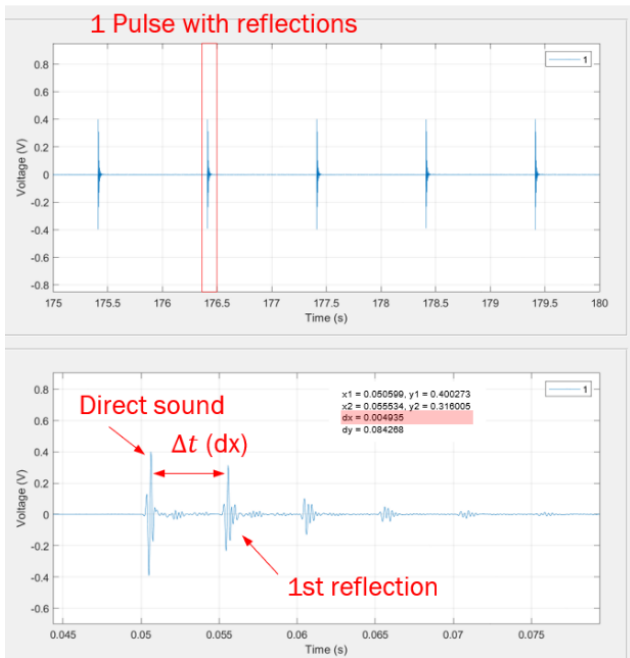 1 Pulse with reflections
1
0.8
0.6
0.4
0.2
0
-0.2
-0.4
-0.6
-0.8
Voltage (V)
175 175.5 176 176.5 177 177.5 178 178.5 179 179.5 180
Time (s)
x1 = 0.050599, y1 = 0.400273
x2 = 0.055534, y2 = 0.316005
dx = 0.004935
dy = 0.084268
1
Direct sound
Δt (dx)
1st reflection
0.8
0.6
0.4
0.2
0
-0.2
-0.4
-0.6
Voltage (V)
0.045 0.05 0.055 0.06 0.065 0.07 0.075
Time (s)